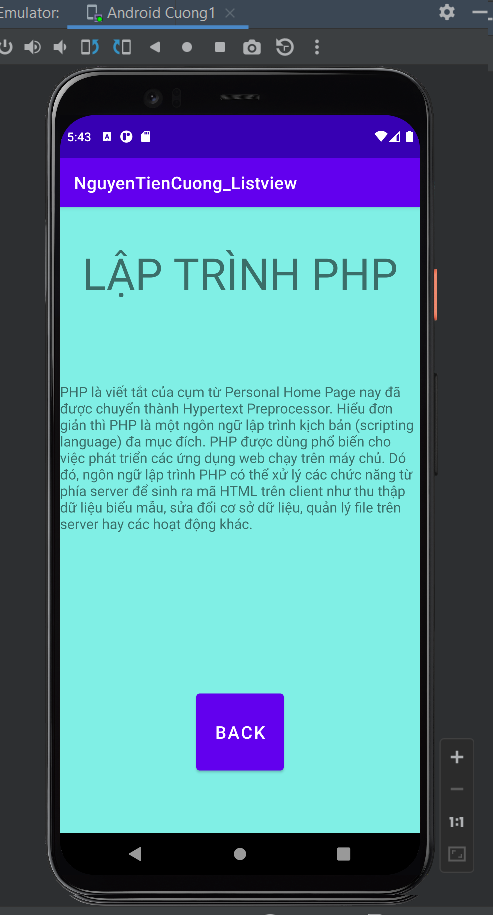 Emulator:
Android Cuong1
5:43
NguyenTienCuong_Listview
LẬP TRÌNH PHP
PHP là viết tắt của cụm từ Personal Home Page nay đã
được chuyển thành Hypertext Preprocessor. Hiểu đơn
giản thì PHP là một ngôn ngữ lập trình kịch bản (scripting
language) đa mục đích. PHP được dùng phổ biến cho
việc phát triển các ứng dụng web chạy trên máy chủ. Do
đó, ngôn ngữ lập trình PHP có thể xử lý các chức năng từ
phía server để sinh ra mã HTML trên client như thu thập
dữ liệu biểu mẫu, sửa đổi cơ sở dữ liệu, quản lý file trên
server hay các hoạt động khác.
BACK
1:1